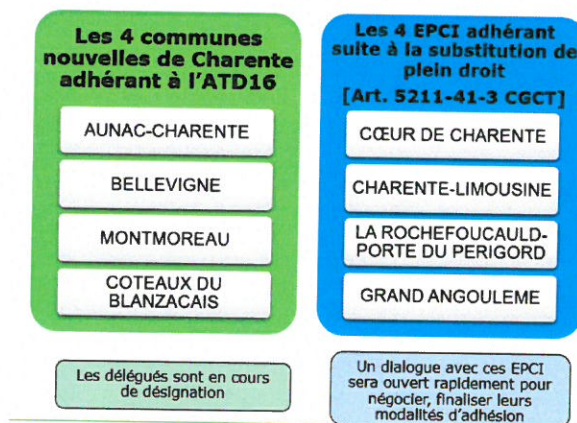 Les 4 communes
nouvelles de Charente
adhérant à l'ATD16
AUNAC-CHARENTE
BELLEVIGNE
MONTMOREAU
COTEAUX DU
BLANZACAIS
Les délégués sont en cours
de désignation
Les 4 EPCI adhérant
suite à la substitution de
plein droit
[Art. 5211-41-3 CGCT]
CŒUR DE CHARENTE
CHARENTE-LIMOUSINE
LA ROCHEFOUCAULD-
PORTE DU PERIGORD
GRAND ANGOULEME
Un dialogue avec ces EPCI
sera ouvert rapidement pour
négocier, finaliser leurs
modalités d'adhésion